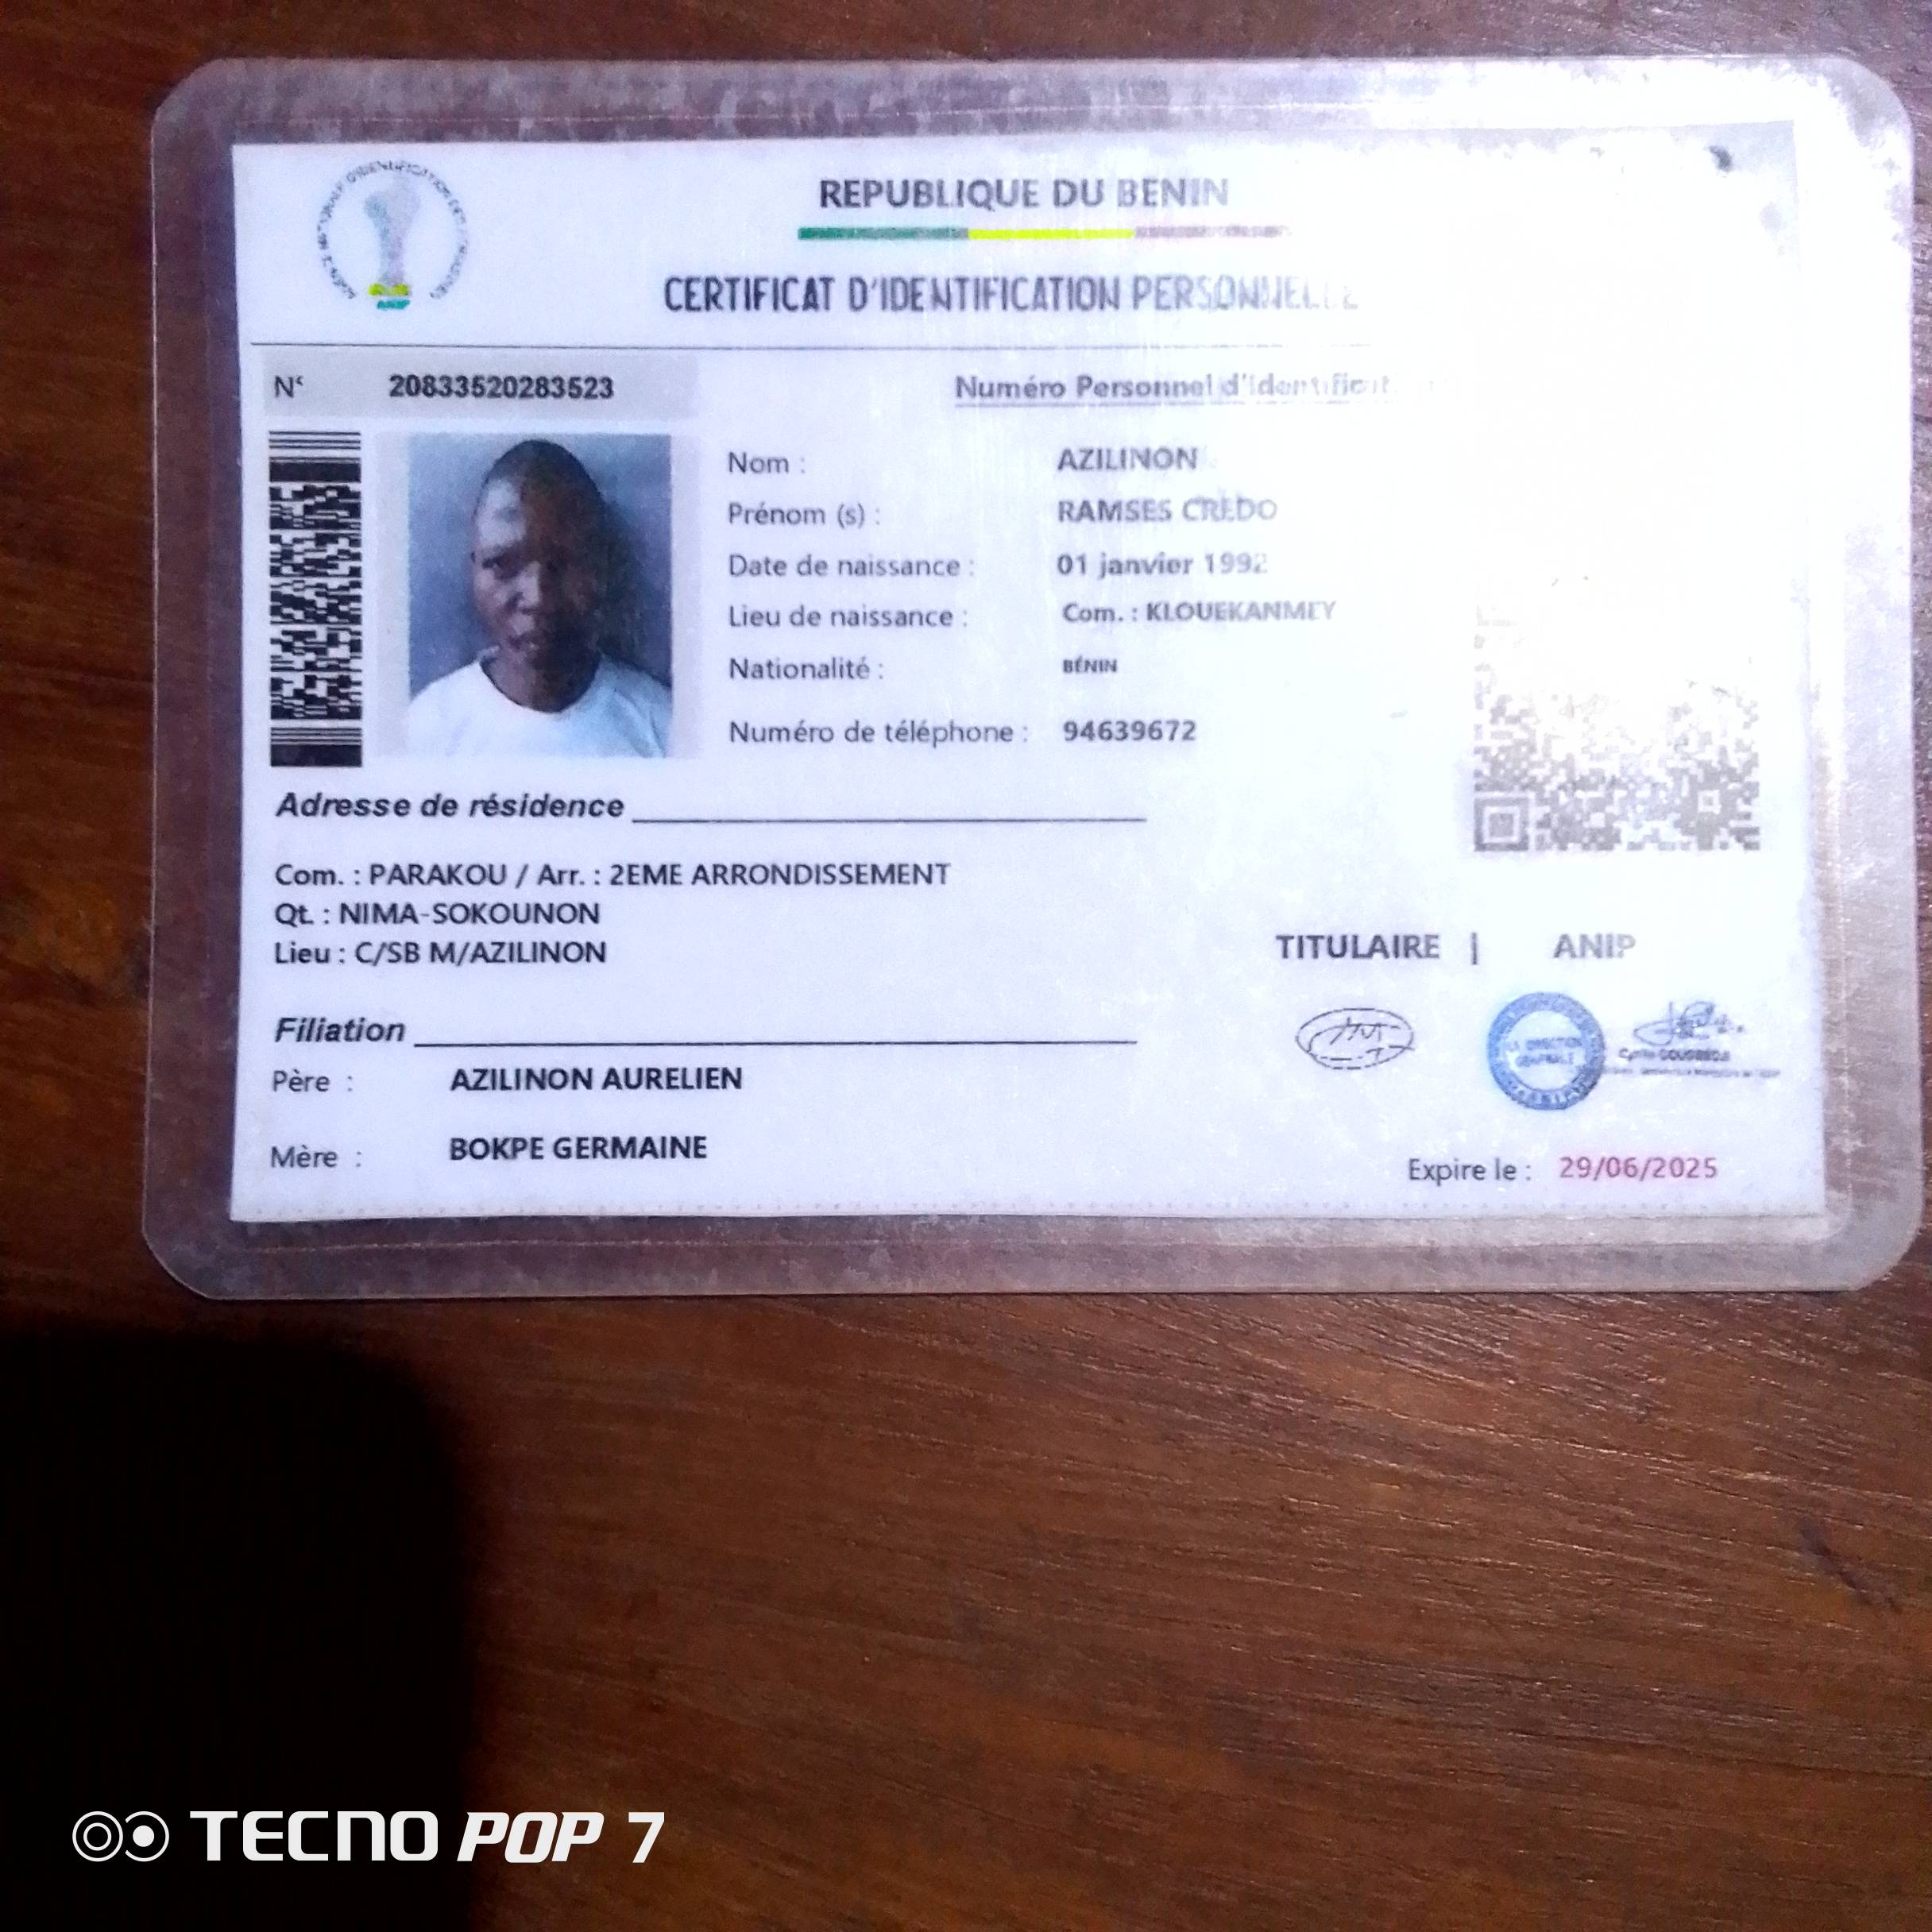 REPUBLIQUE DU BENIN
CERTIFICAT D'IDENTIFICATION PERSONNELLE
ANIP
N° 20833520283523
Numéro Personnel
Nom : AZILINON
Prénom (s) : RAMSES CREDO
Date de naissance : 01 janvier 1992
Lieu de naissance : Com. : KLOUEKANMEY
Nationalité : BÉNIN
Numéro de téléphone : 94639672
Adresse de résidence
Com. : PARAKOU / Arr. : 2EME ARRONDISSEMENT
Qt. : NIMA-SOKOUNON
Lieu : C/SB M/AZILINON
TITULAIRE | ANIP
LA DIRECTION
GENERALE
Filiation
Père : AZILINON AURELIEN
Mère : BOKPE GERMAINE
Expire le : 29/06/2025
TECNO POP 7